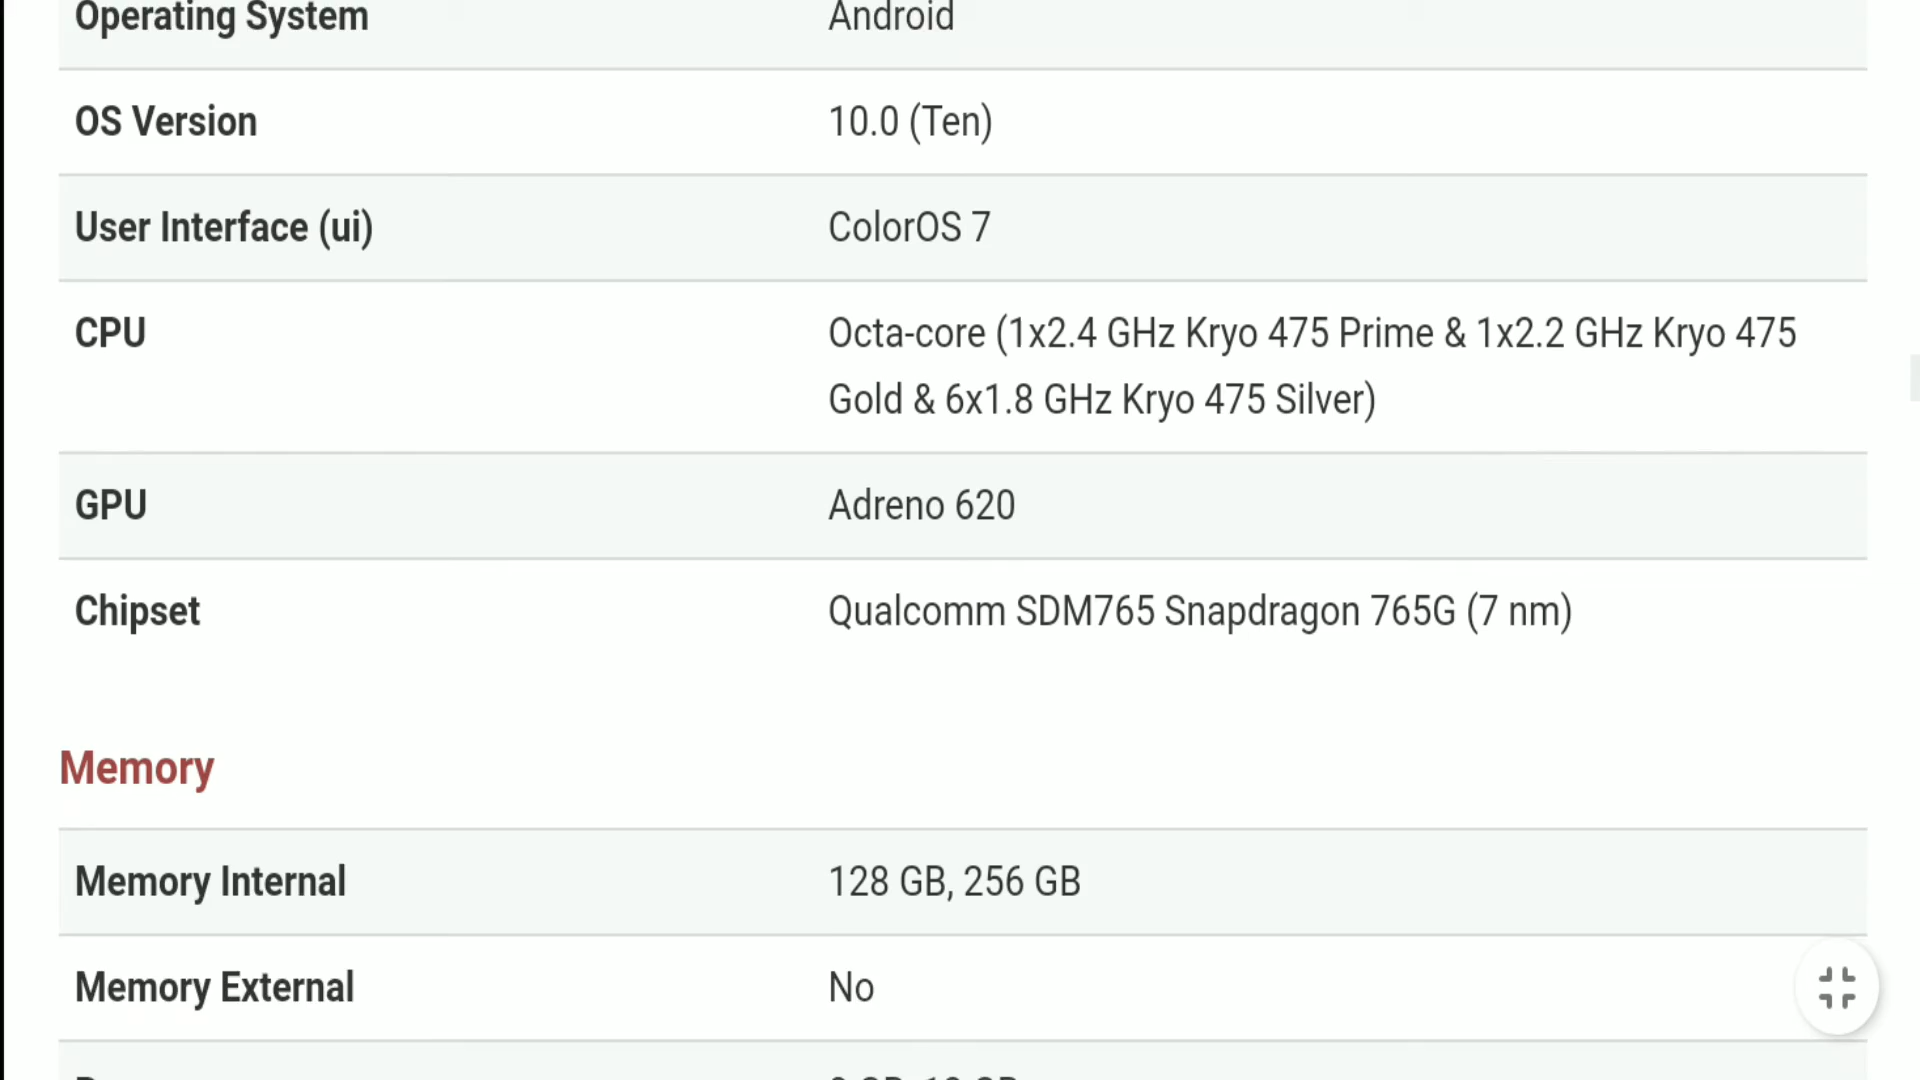 Operating System Android
OS Version 10.0 (Ten)
User Interface (ui) ColorOS 7
CPU Octa-core (1x2.4 GHz Kryo 475 Prime & 1x2.2 GHz Kryo 475
Gold & 6x1.8 GHz Kryo 475 Silver)
GPU Adreno 620
Chipset Qualcomm SDM765 Snapdragon 765G (7 nm)
Memory
Memory Internal 128 GB, 256 GB
Memory External No